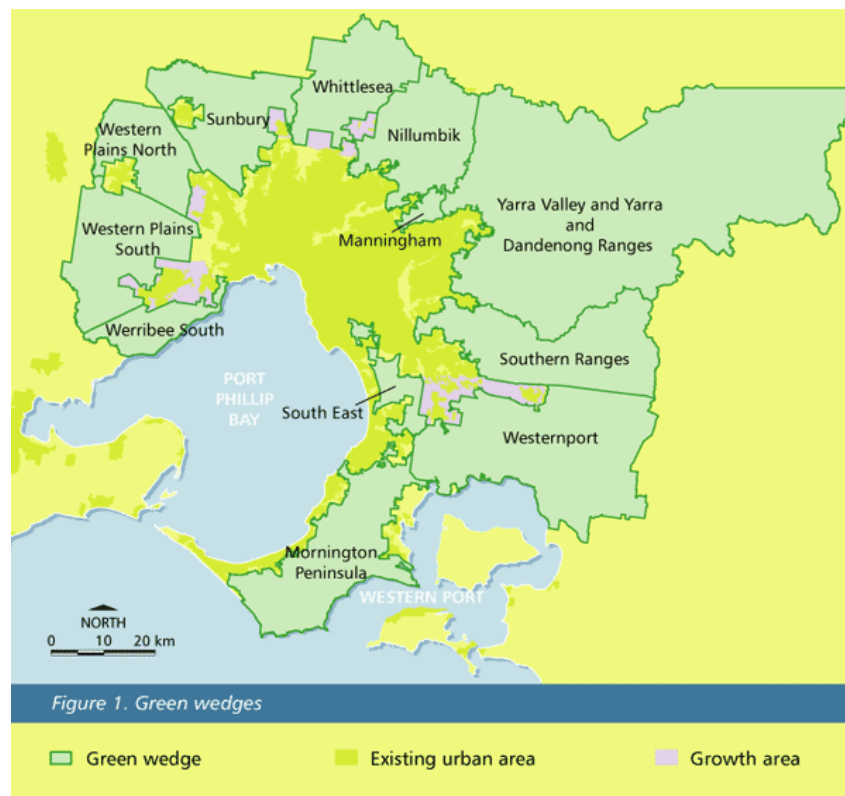 Whittlesea
Sunbury
Nillumbik
Western
Plains North
Yarra Valley and Yarra
and
Dandenong Ranges
Western Plains
South
Manningham
Werribee South
Southern Ranges
PORT
PHILLIP
BAY
South East
Westernport
Mornington
Peninsula
WESTERN PORT
NORTH
0 10 20 km
Figure 1. Green wedges
Green wedge
Existing urban area
Growth area